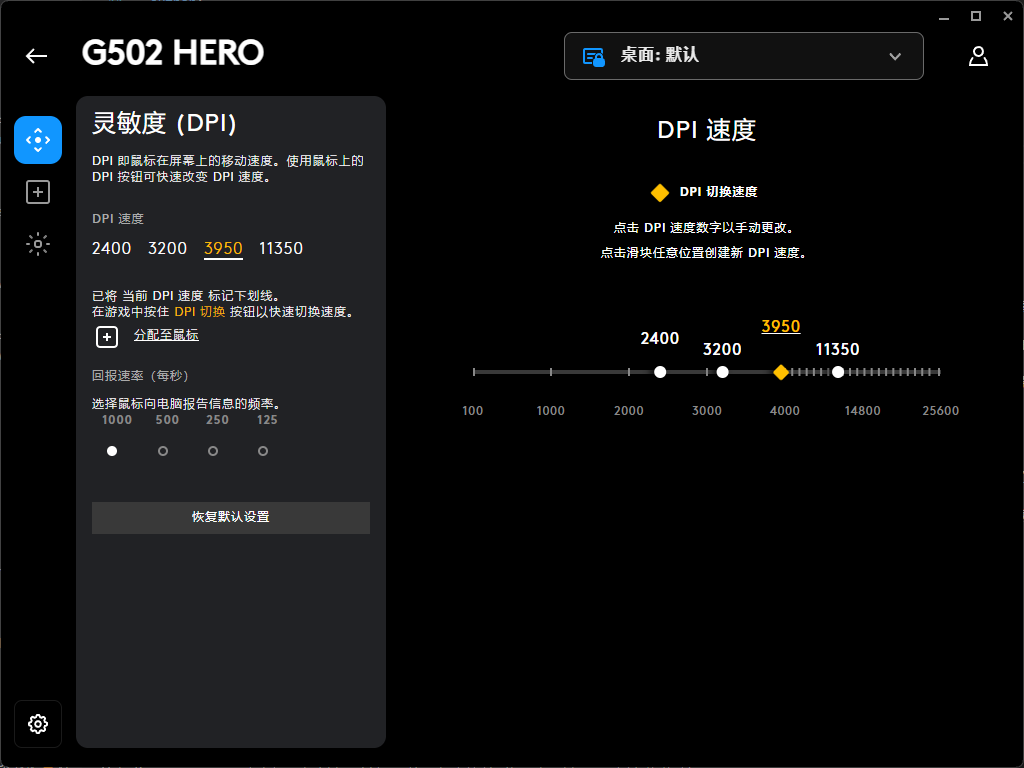 G502 HERO
桌面: 默认
灵敏度 (DPI)
DPI 即鼠标在屏幕上的移动速度。使用鼠标上的
DPI 按钮可快速改变 DPI 速度。
DPI 速度
2400 3200 3950 11350
已将 当前 DPI 速度 标记下划线。
在游戏中按住 DPI 切换 按钮以快速切换速度。
分配至鼠标
回报速率（每秒）
选择鼠标向电脑报告信息的频率。
1000 500 250 125
恢复默认设置
DPI 速度
DPI 切换速度
点击 DPI 速度数字以手动更改。
点击滑块任意位置创建新 DPI 速度。
3950
2400
3200 11350
100 1000 2000 3000 4000 14800 25600